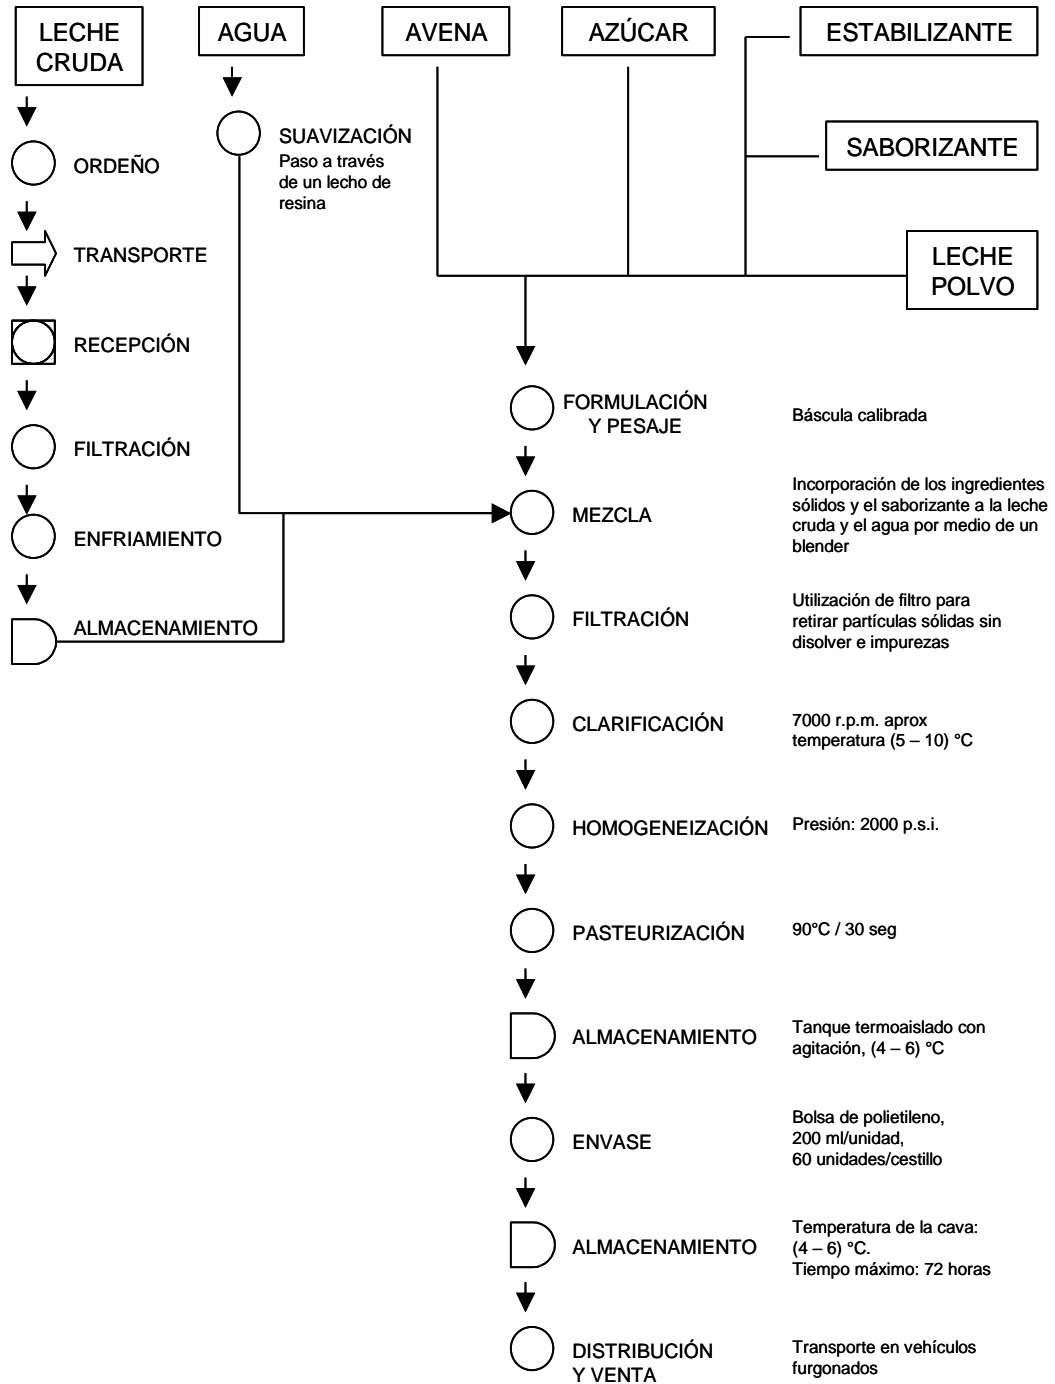 LECHE
CRUDA
AGUA
AVENA
AZÚCAR
ESTABILIZANTE
SABORIZANTE
LECHE
POLVO
SUAVIZACIÓN
Paso a través
de un lecho de
resina
ORDEÑO
TRANSPORTE
RECEPCIÓN
FILTRACIÓN
ENFRIAMIENTO
ALMACENAMIENTO
FORMULACIÓN
Y PESAJE
Báscula calibrada
MEZCLA
Incorporación de los ingredientes
sólidos y el saborizante a la leche
cruda y el agua por medio de un
blender
FILTRACIÓN
Utilización de filtro para
retirar partículas sólidas sin
disolver e impurezas
CLARIFICACIÓN
7000 r.p.m. aprox
temperatura (5 – 10) °C
HOMOGENEIZACIÓN
Presión: 2000 p.s.i.
PASTEURIZACIÓN
90°C / 30 seg
ALMACENAMIENTO
Tanque termoaislado con
agitación, (4 – 6) °C
ENVASE
Bolsa de polietileno,
200 ml/unidad,
60 unidades/cestillo
ALMACENAMIENTO
Temperatura de la cava:
(4 – 6) °C.
Tiempo máximo: 72 horas
DISTRIBUCIÓN
Y VENTA
Transporte en vehículos
furgonados